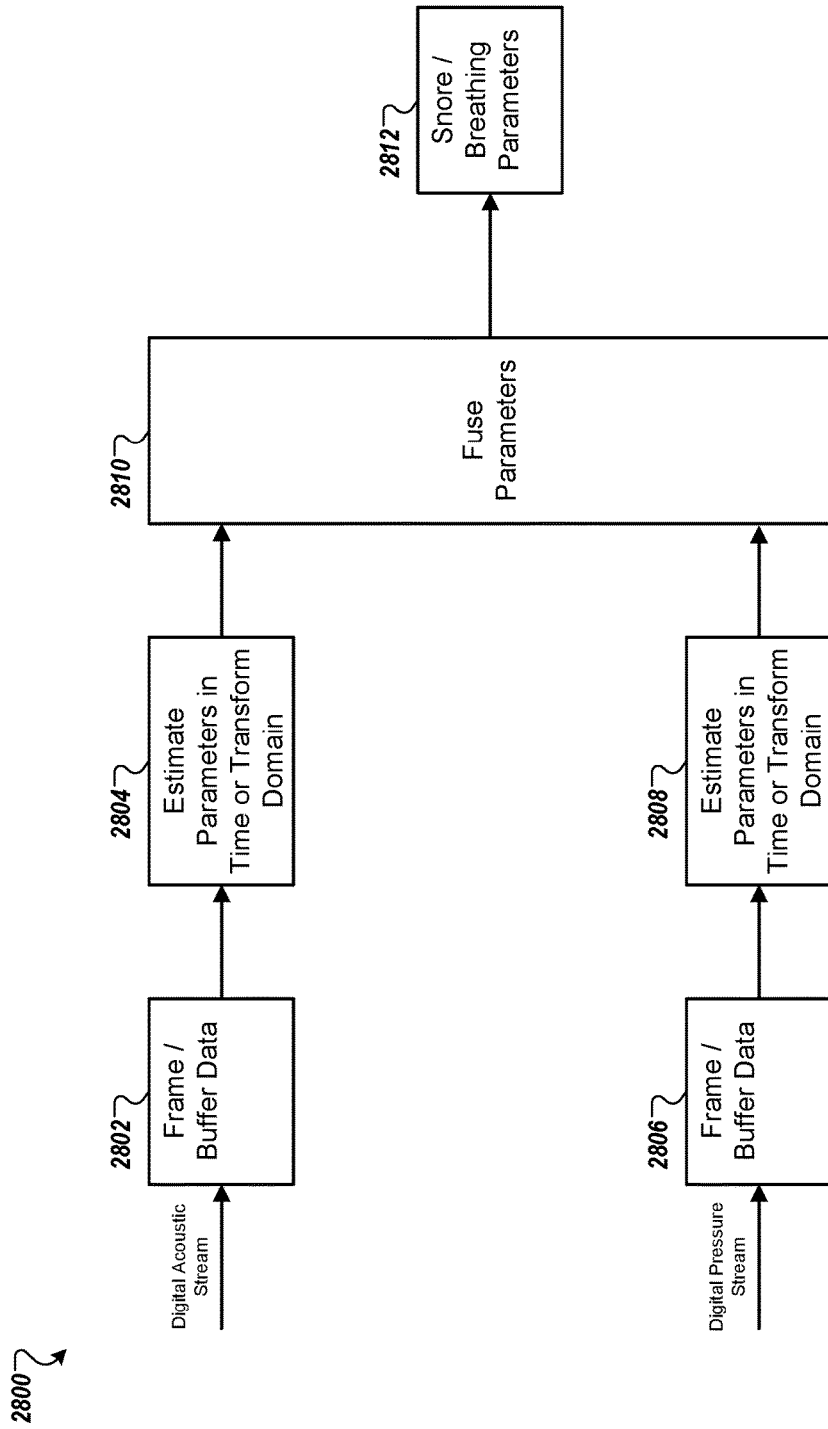 2800
Digital Acoustic
Stream
2802
Frame /
Buffer Data
2804
Estimate
Parameters in
Time or Transform
Domain
Digital Pressure
Stream
2806
Frame /
Buffer Data
2808
Estimate
Parameters in
Time or Transform
Domain
2810
Fuse
Parameters
2812
Snore /
Breathing
Parameters